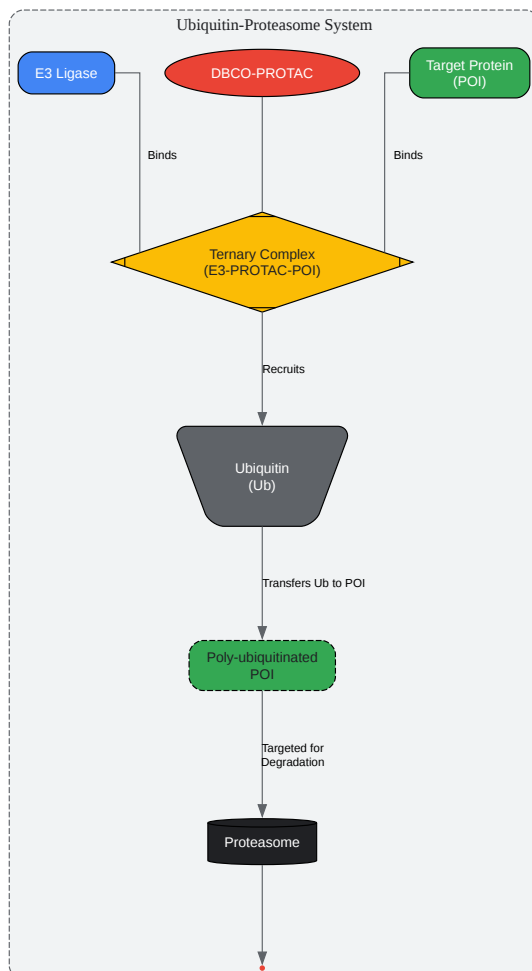 Ubiquitin-Proteasome System
E3 Ligase
DBCO-PROTAC
Target Protein
(POI)
Binds
Binds
Ternary Complex
(E3-PROTAC-POI)
Recruits
Ubiquitin
(Ub)
Transfers Ub to POI
Poly-ubiquitinated
POI
Targeted for
Degradation
Proteasome